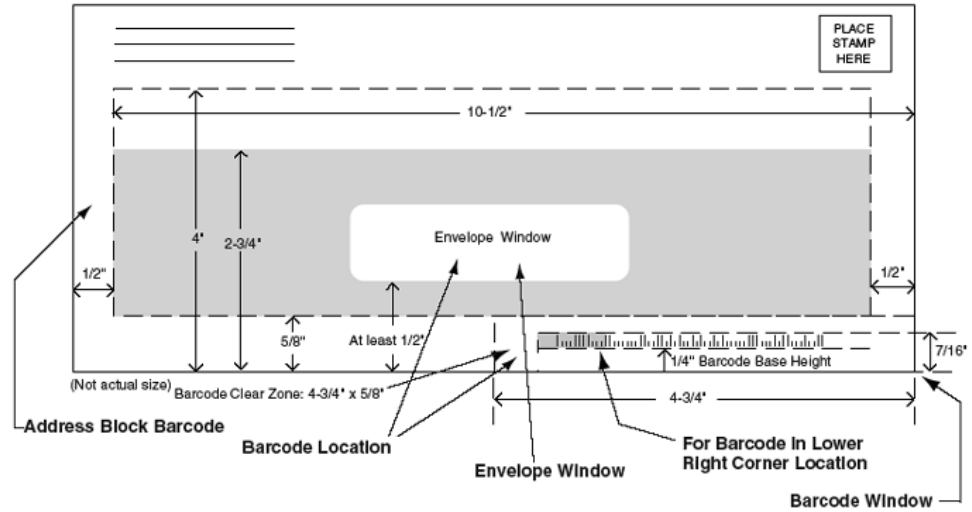 PLACE
STAMP
HERE
10-1/2"
4"
2-3/4"
Envelope Window
1/2"
1/2"
5/8"
At least 1/2"
7/16"
1/4" Barcode Base Height
(Not actual size)
Barcode Clear Zone: 4-3/4" x 5/8"
4-3/4"
Address Block Barcode
Barcode Location
For Barcode in Lower
Right Corner Location
Envelope Window
Barcode Window